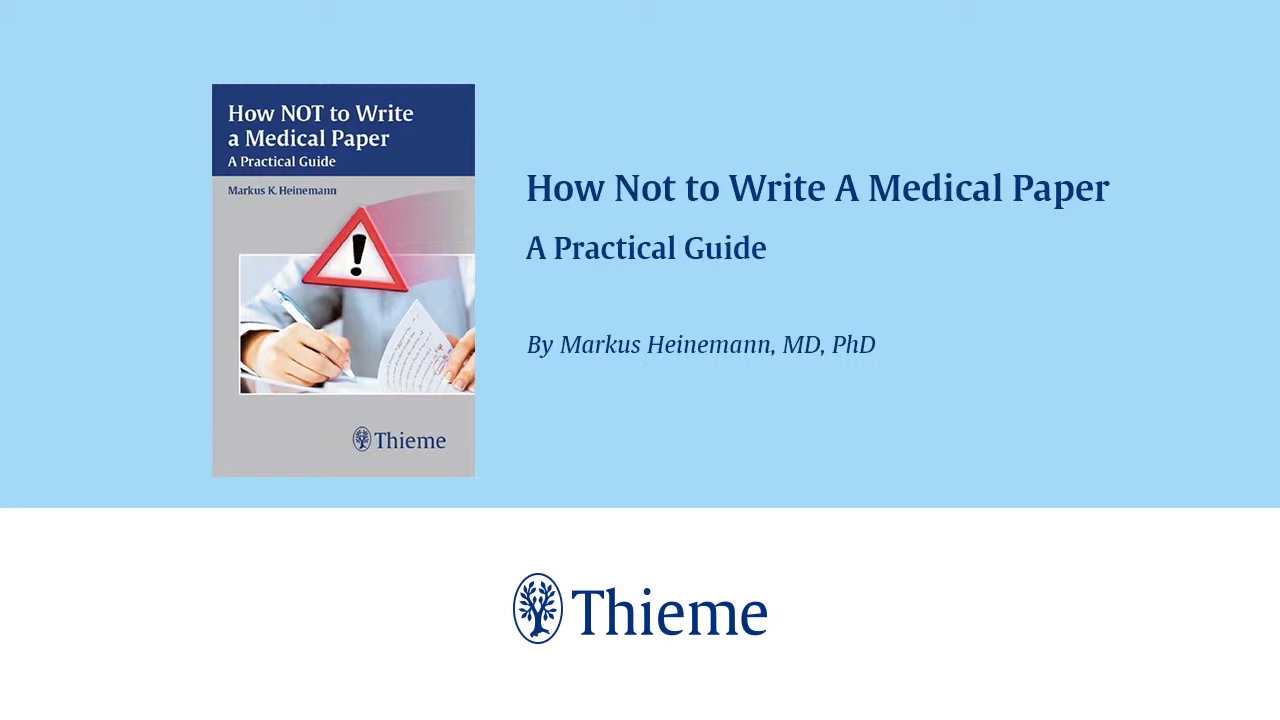 How NOT to Write
a Medical Paper
A Practical Guide
Markus K. Heinemann
Thieme
How Not to Write A Medical Paper
A Practical Guide
By Markus Heinemann, MD, PhD
Thieme